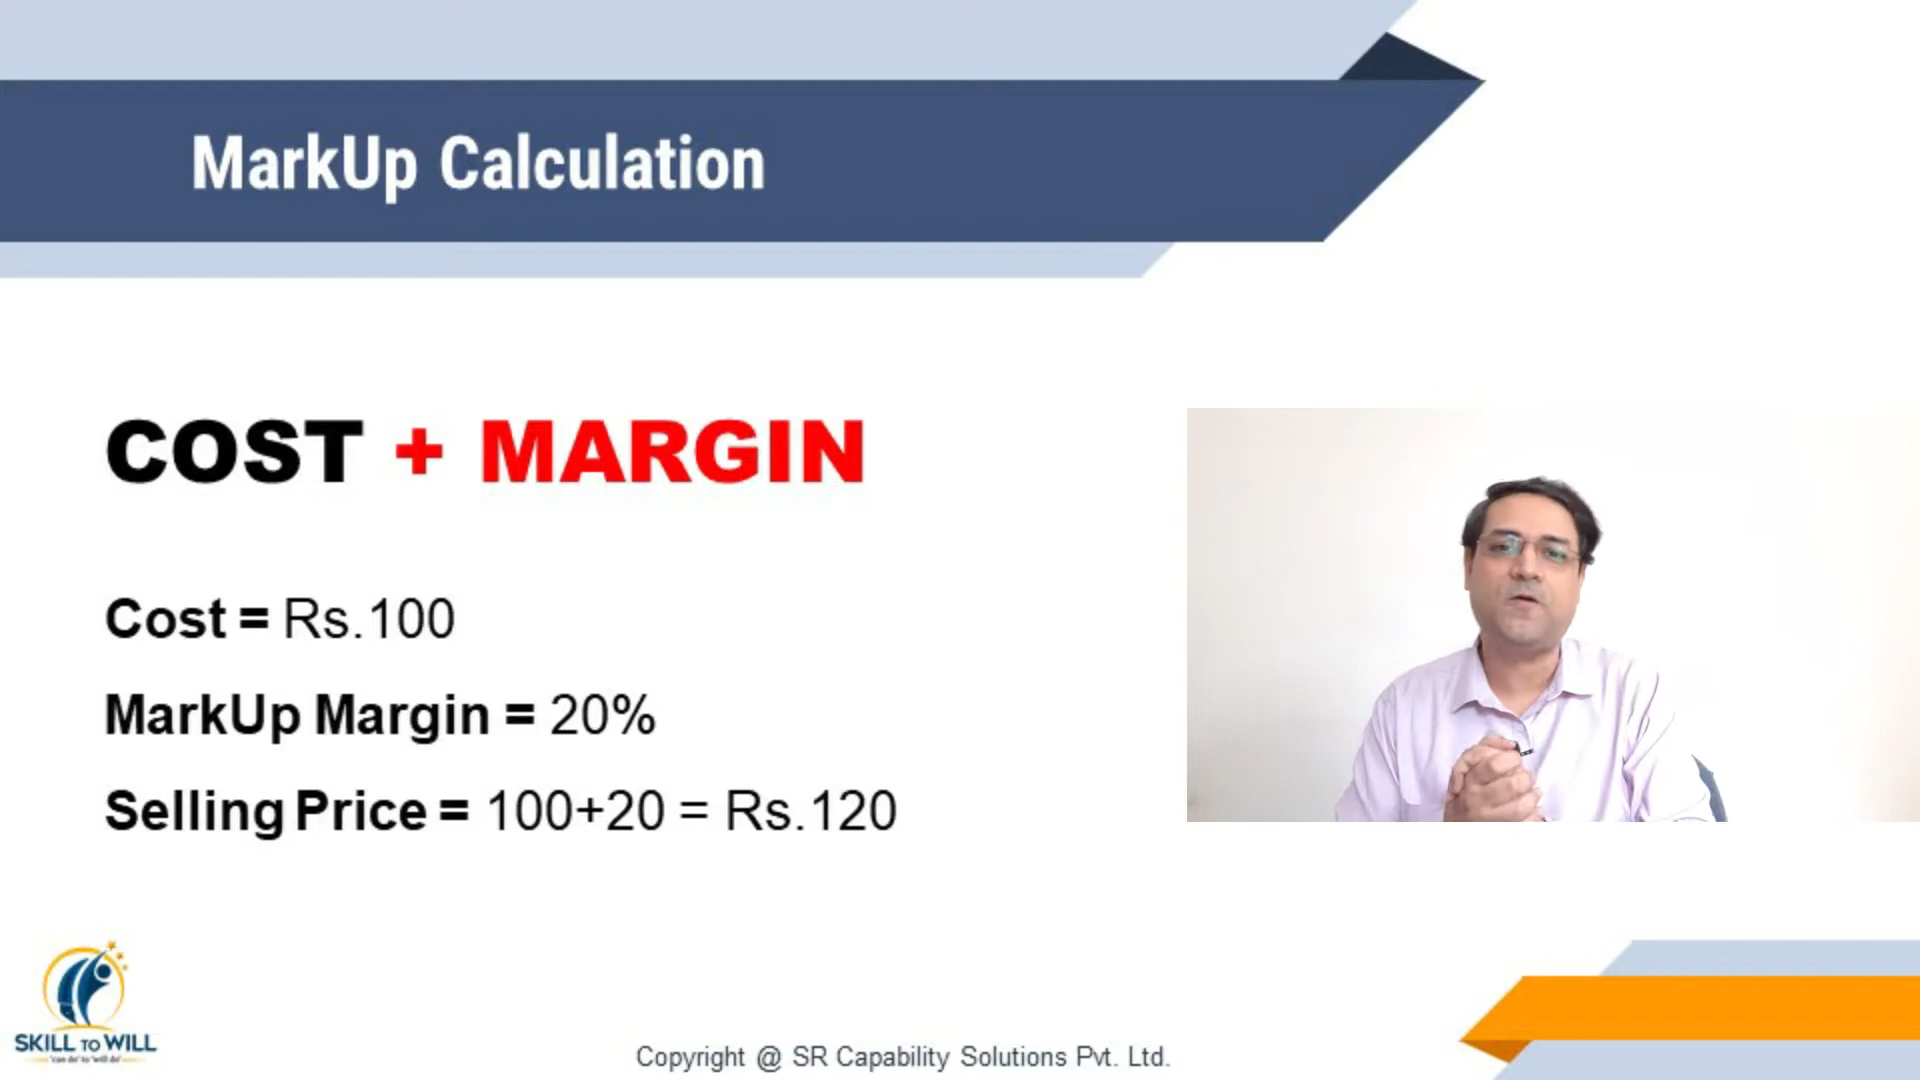 MarkUp Calculation
COST + MARGIN
Cost = Rs.100
MarkUp Margin = 20%
Selling Price = 100+20 = Rs.120
SKILL TO WILL
"can do" to "will do"
Copyright @ SR Capability Solutions Pvt. Ltd.